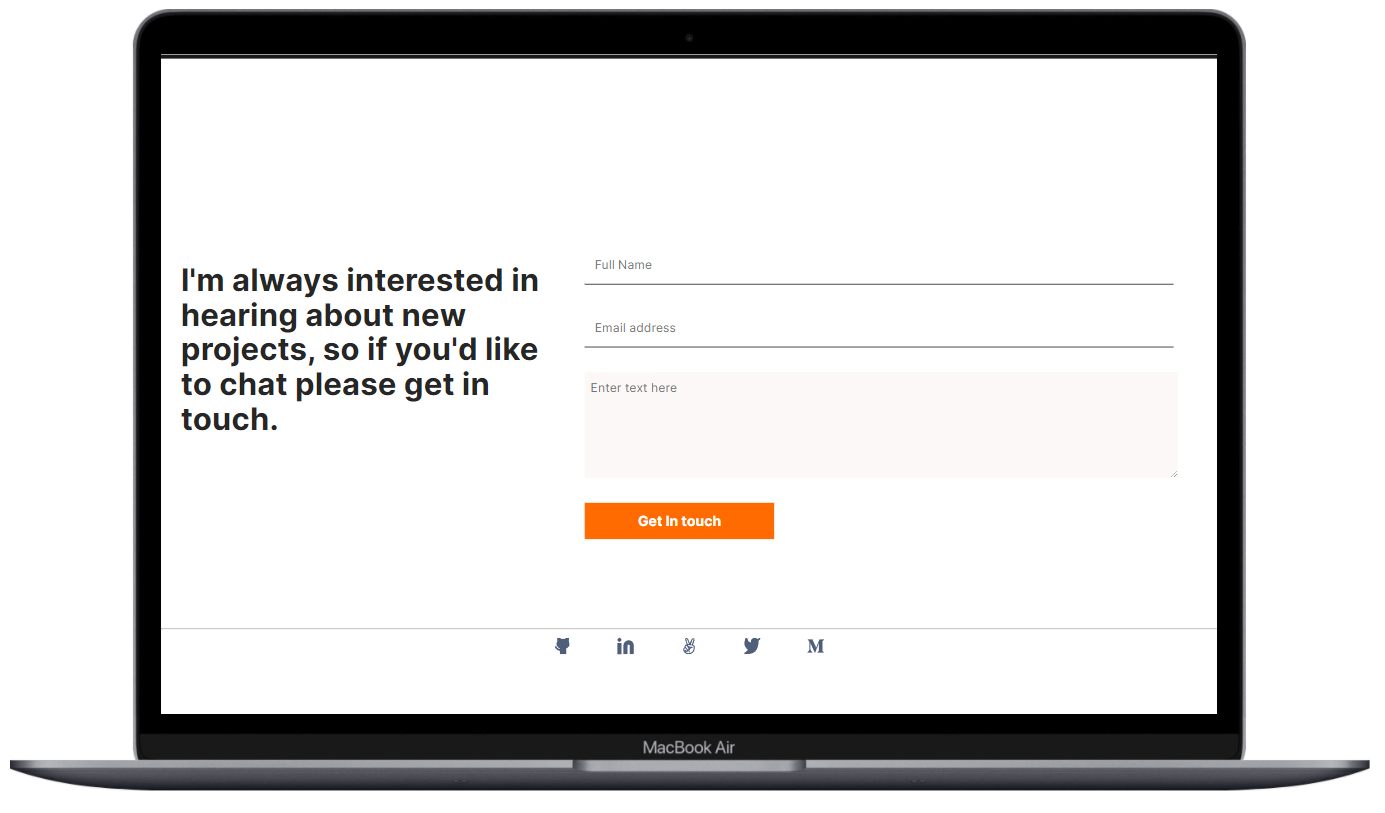 I'm always interested in
hearing about new
projects, so if you'd like
to chat please get in
touch.
Full Name
Email address
Enter text here
Get In touch
MacBook Air